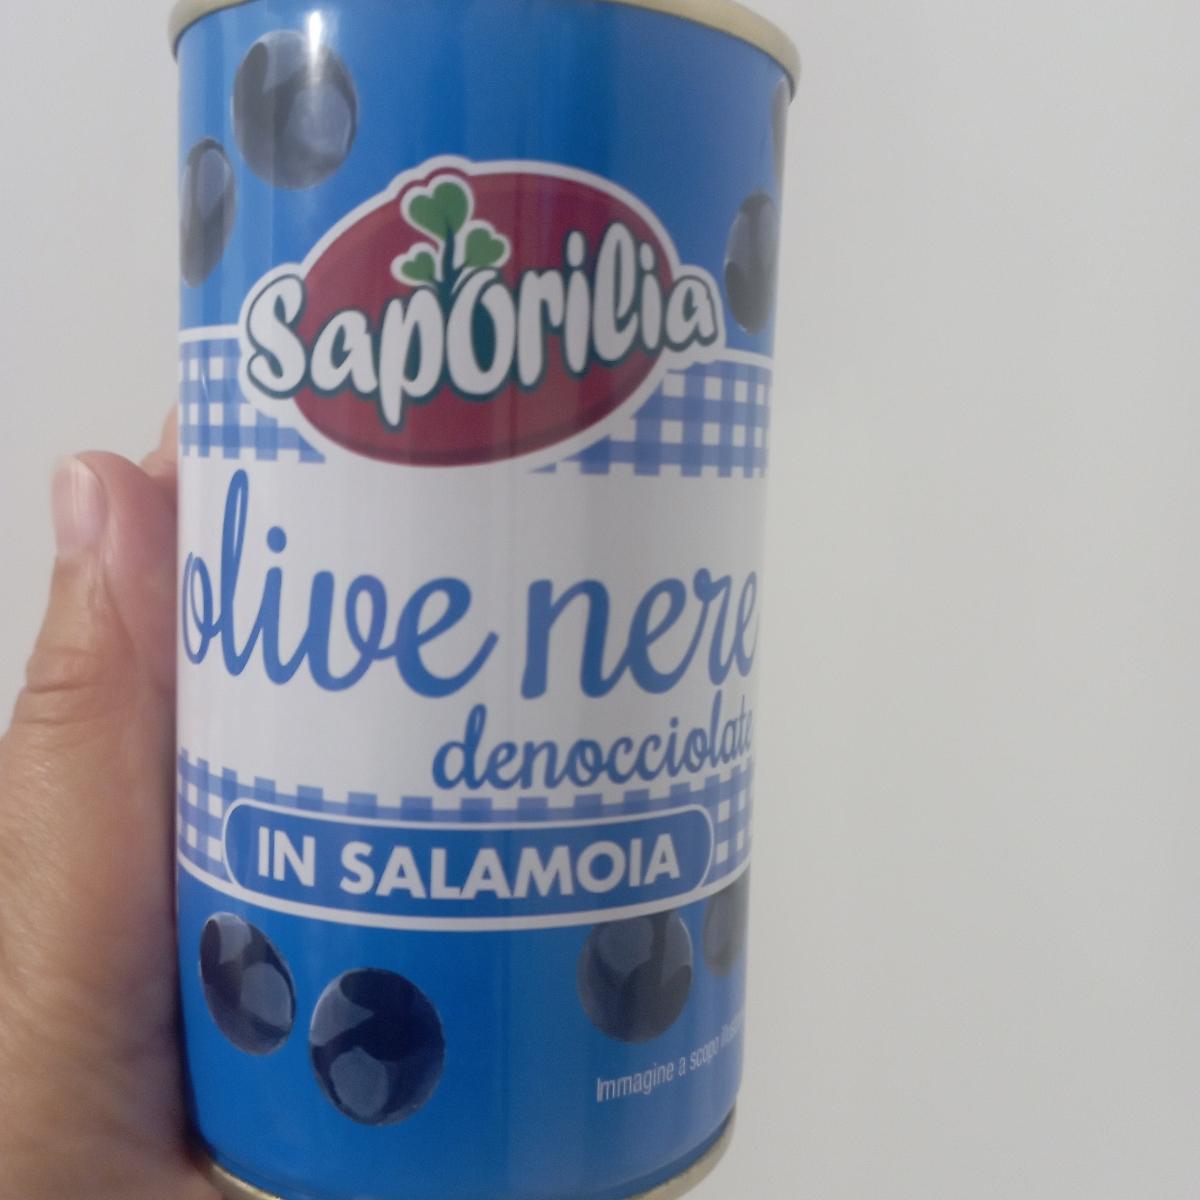 Saporilia
olive nere
denocciolate
IN SALAMOIA
Immagine a scopo